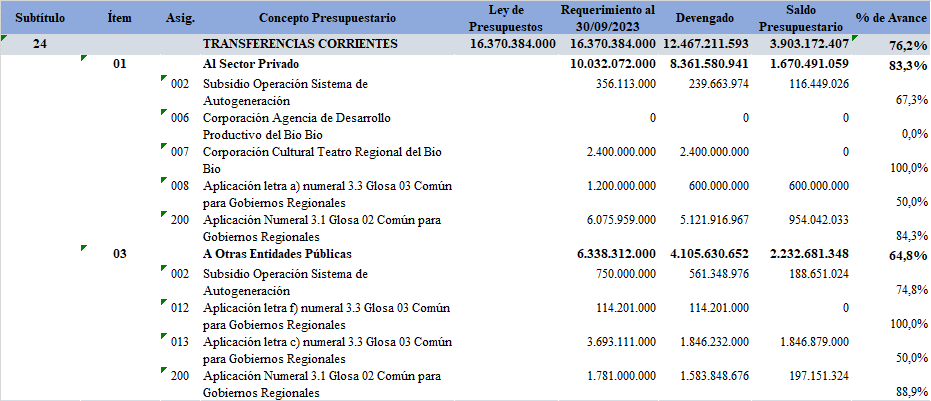 Subtítulo Ítem Asig. Concepto Presupuestario Ley de Presupuestos Requerimiento al 30/09/2023 Devengado Saldo Presupuestario % de Avance
24 TRANSFERENCIAS CORRIENTES 16.370.384.000 16.370.384.000 12.467.211.593 3.903.172.407 76,2%
01 Al Sector Privado 10.032.072.000 8.361.580.941 1.670.491.059 83,3%
002 Subsidio Operación Sistema de 356.113.000 239.663.974 116.449.026
Autogeneración 67,3%
006 Corporación Agencia de Desarrollo 0 0 0
Productivo del Bio Bio 0,0%
007 Corporación Cultural Teatro Regional del Bio 2.400.000.000 2.400.000.000 0
Bio 100,0%
008 Aplicación letra a) numeral 3.3 Glosa 03 Común 1.200.000.000 600.000.000 600.000.000
para Gobiernos Regionales 50,0%
200 Aplicación Numeral 3.1 Glosa 02 Común para 6.075.959.000 5.121.916.967 954.042.033
Gobiernos Regionales 84,3%
03 A Otras Entidades Públicas 6.338.312.000 4.105.630.652 2.232.681.348 64,8%
002 Subsidio Operación Sistema de 750.000.000 561.348.976 188.651.024
Autogeneración 74,8%
012 Aplicación letra f) numeral 3.3 Glosa 03 Común 114.201.000 114.201.000 0
para Gobiernos Regionales 100,0%
013 Aplicación letra c) numeral 3.3 Glosa 03 Común 3.693.111.000 1.846.232.000 1.846.879.000
para Gobiernos Regionales 50,0%
200 Aplicación Numeral 3.1 Glosa 02 Común para 1.781.000.000 1.583.848.676 197.151.324
Gobiernos Regionales 88,9%